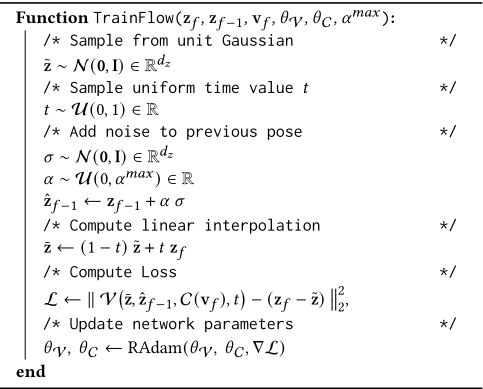 Function TrainFlow(𝐳_f, 𝐳_{f−1}, 𝐯_f, θ_𝒱, θ_C, α^{max}):
/* Sample from unit Gaussian */
𝐳̃ ∼ 𝒩(𝟎, 𝐈) ∈ ℝ^{d_z}
/* Sample uniform time value t */
t ∼ 𝒰(0, 1) ∈ ℝ
/* Add noise to previous pose */
σ ∼ 𝒩(𝟎, 𝐈) ∈ ℝ^{d_z}
α ∼ 𝒰(0, α^{max}) ∈ ℝ
𝐳̂_{f−1} ← 𝐳_{f−1} + α σ
/* Compute linear interpolation */
𝐳̄ ← (1 − t) 𝐳̃ + t 𝐳_f
/* Compute Loss */
ℒ ← ‖ 𝒱(𝐳̄, 𝐳̂_{f−1}, C(𝐯_f), t) − (𝐳_f − 𝐳̃) ‖_2^2,
/* Update network parameters */
θ_𝒱, θ_C ← RAdam(θ_𝒱, θ_C, ∇ℒ)
end